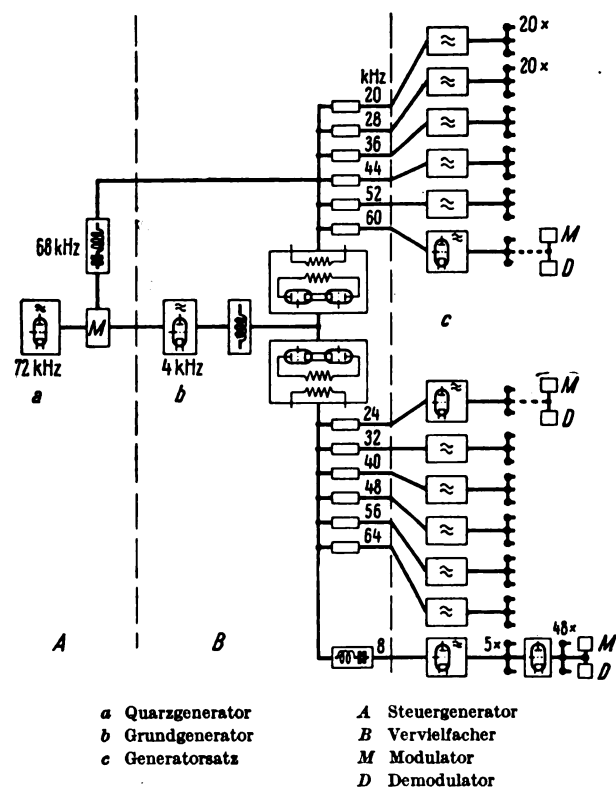 A B
20×
kHz
20
20×
28
36
44
52
60
68 kHz
M
D
M
c
72 kHz
4 kHz
a
b
24
M
D
32
40
48
56
64
A
B
8
5×
48×
M
D
a Quarzgenerator
b Grundgenerator
c Generatorsatz
A Steuergenerator
B Vervielfacher
M Modulator
D Demodulator